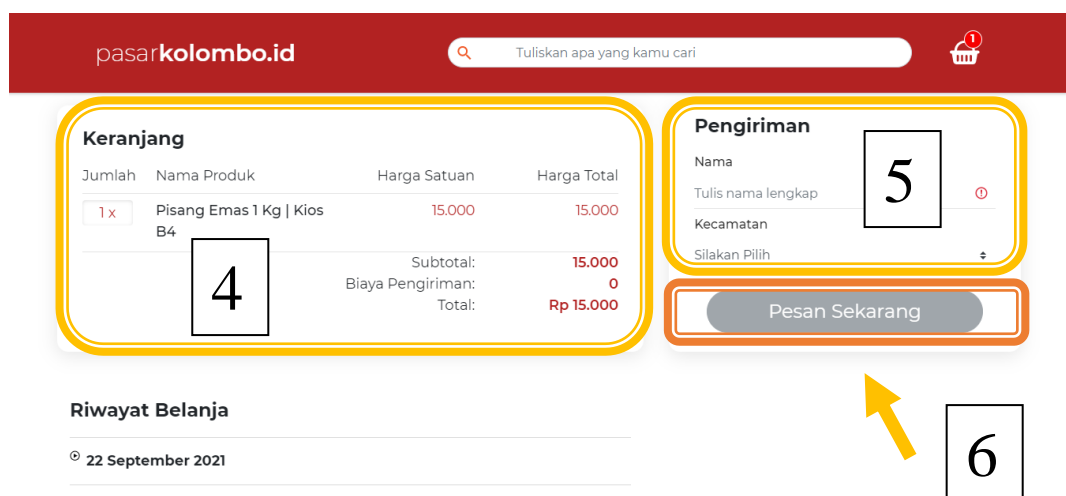 pasarkolombo.id
Tuliskan apa yang kamu cari
1
Keranjang
Jumlah Nama Produk Harga Satuan Harga Total
1 x Pisang Emas 1 Kg | Kios B4 15.000 15.000
Subtotal: 15.000
Biaya Pengiriman: 0
Total: Rp 15.000
4
Pengiriman
Nama
Tulis nama lengkap
Kecamatan
Silakan Pilih
5
Pesan Sekarang
6
Riwayat Belanja
22 September 2021